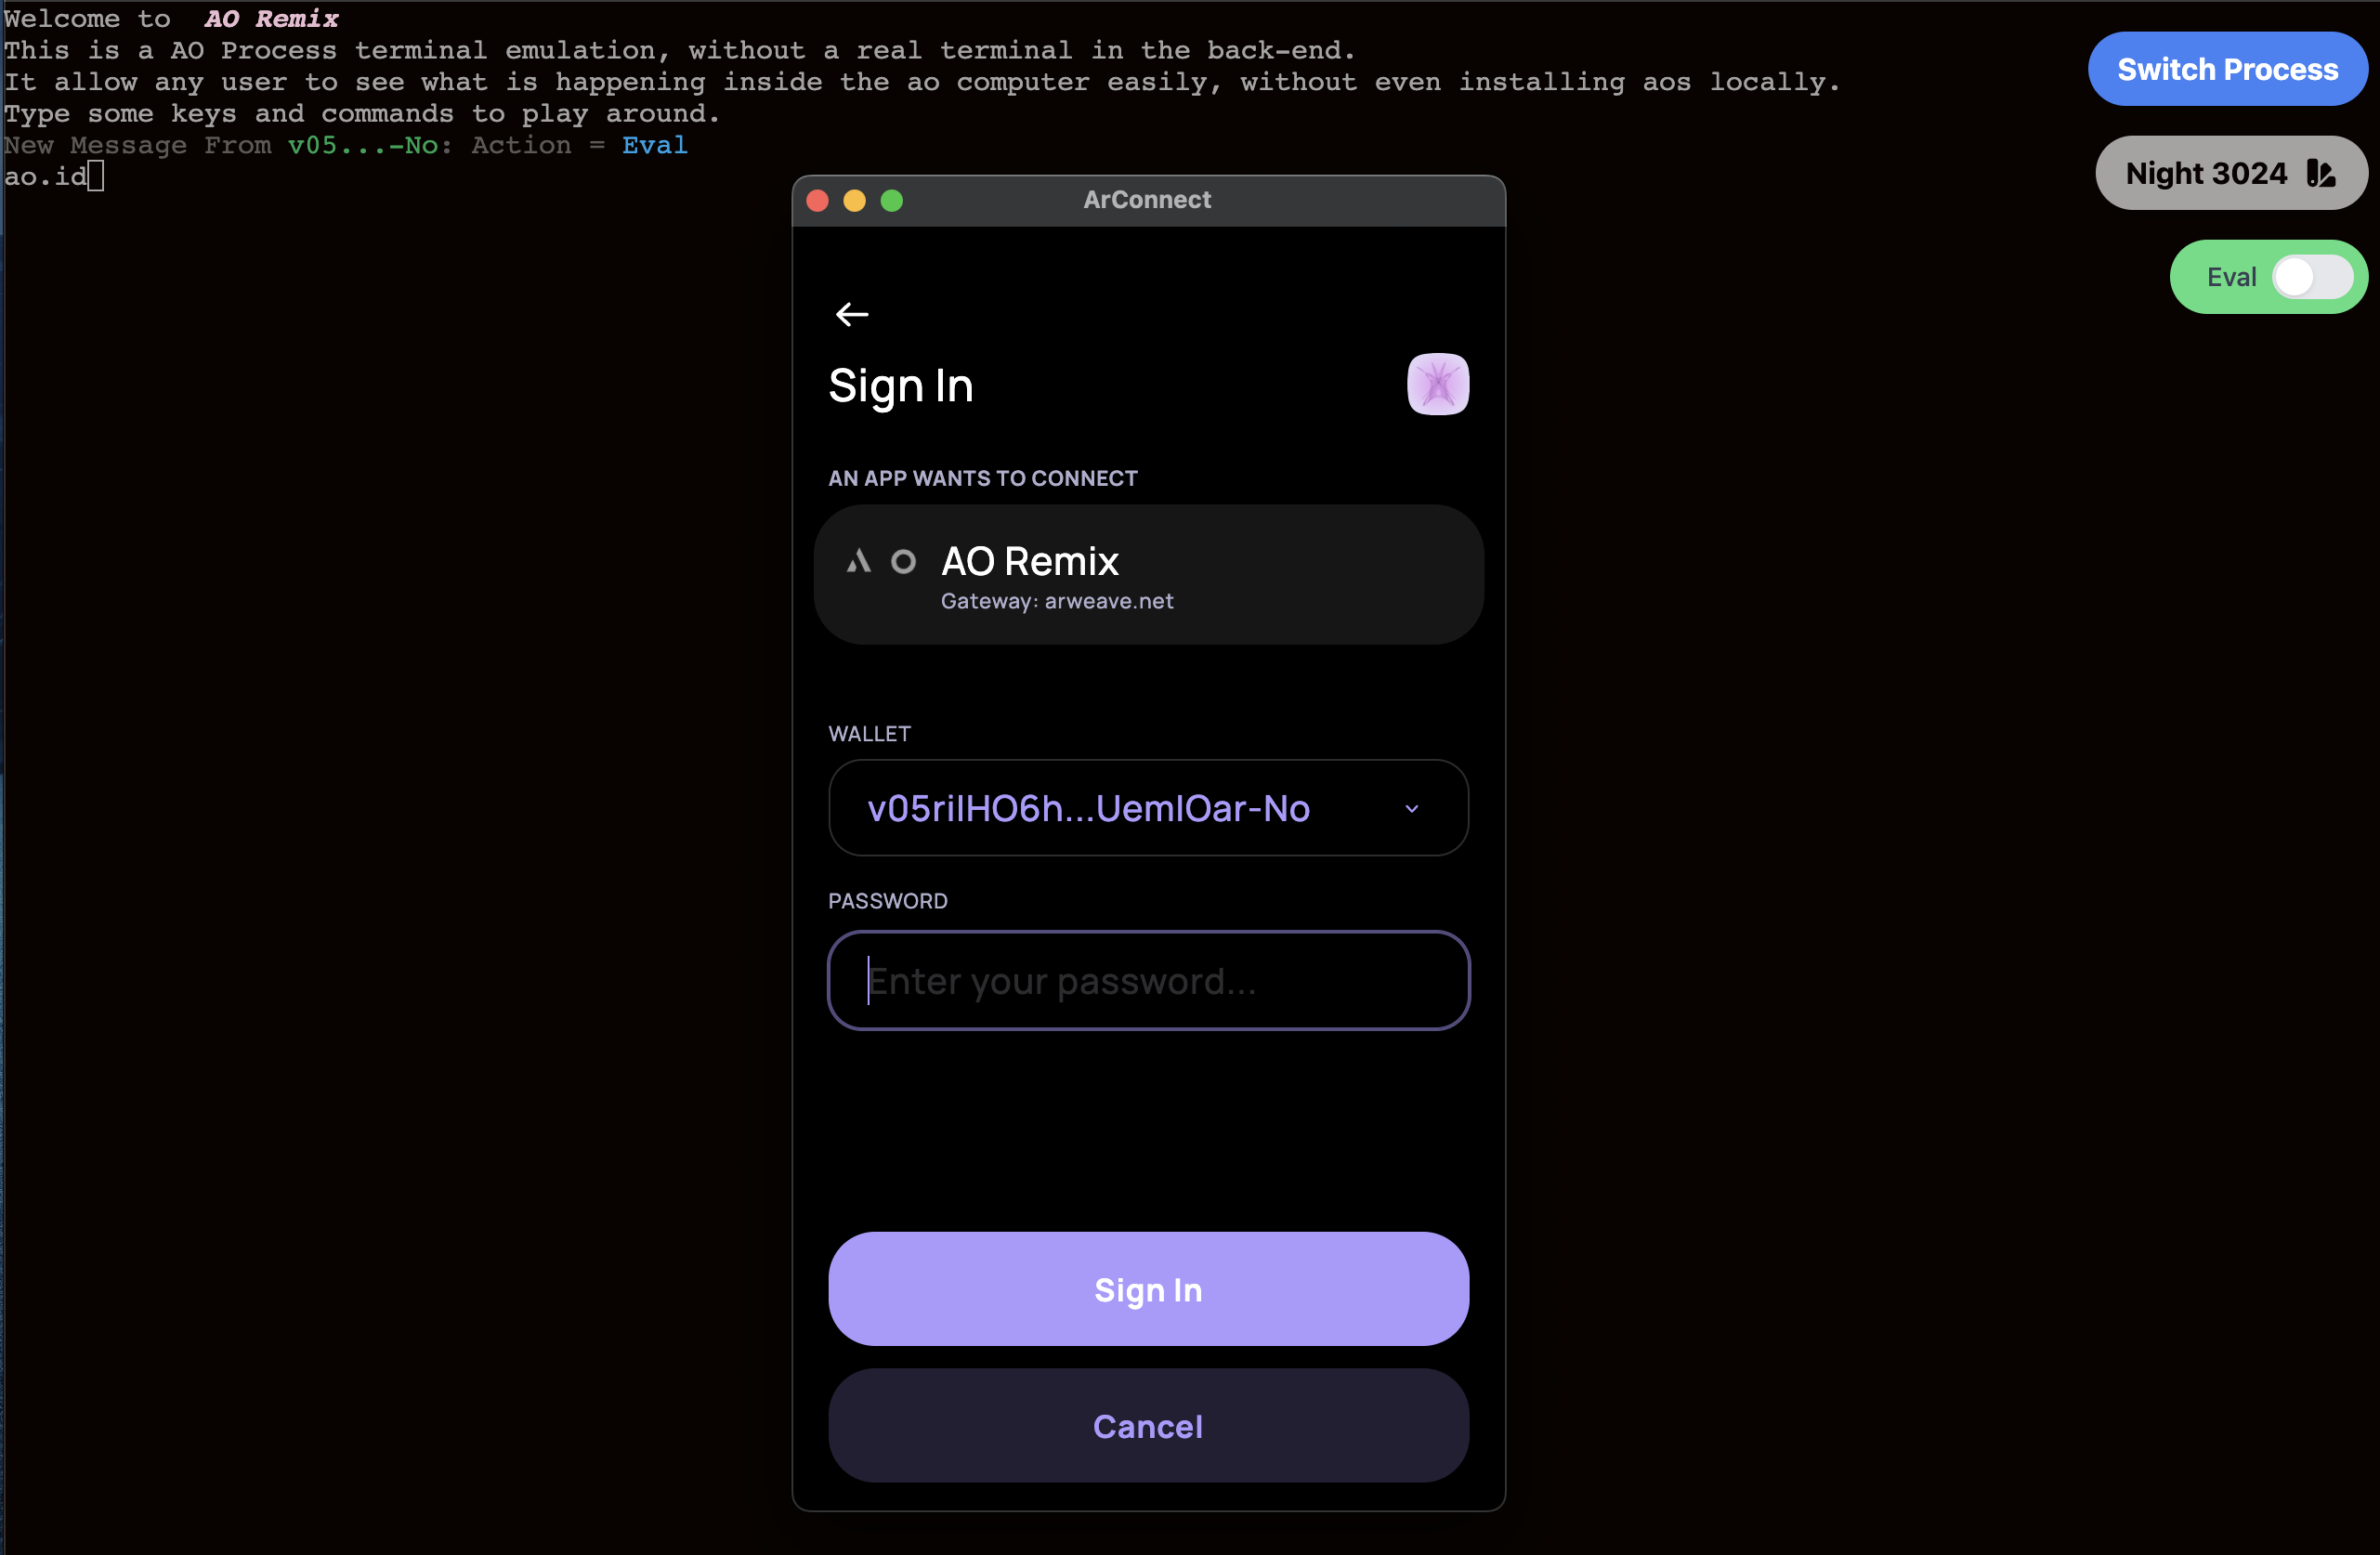 Welcome to AO Remix
This is a AO Process terminal emulation, without a real terminal in the back-end.
It allow any user to see what is happening inside the ao computer easily, without even installing aos locally.
Type some keys and commands to play around.
New Message From v05...-No: Action = Eval
ao.id
Switch Process
Night 3024
Eval
ArConnect
Sign In
AN APP WANTS TO CONNECT
AO Remix
Gateway: arweave.net
WALLET
v05rilHO6h...UemIOar-No
PASSWORD
Enter your password...
Sign In
Cancel